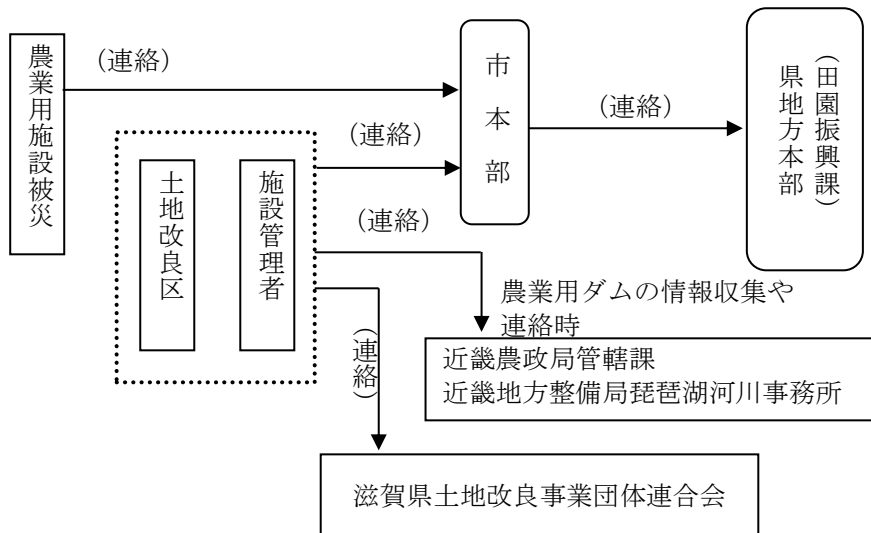 農業用施設被災
(連絡)
市本部
(連絡)
県地方本部
(田園振興課)
(連絡)
土地改良区
施設管理者
(連絡)
農業用ダムの情報収集や
連絡時
(連絡)
近畿農政局管轄課
近畿地方整備局琵琶湖河川事務所
滋賀県土地改良事業団体連合会